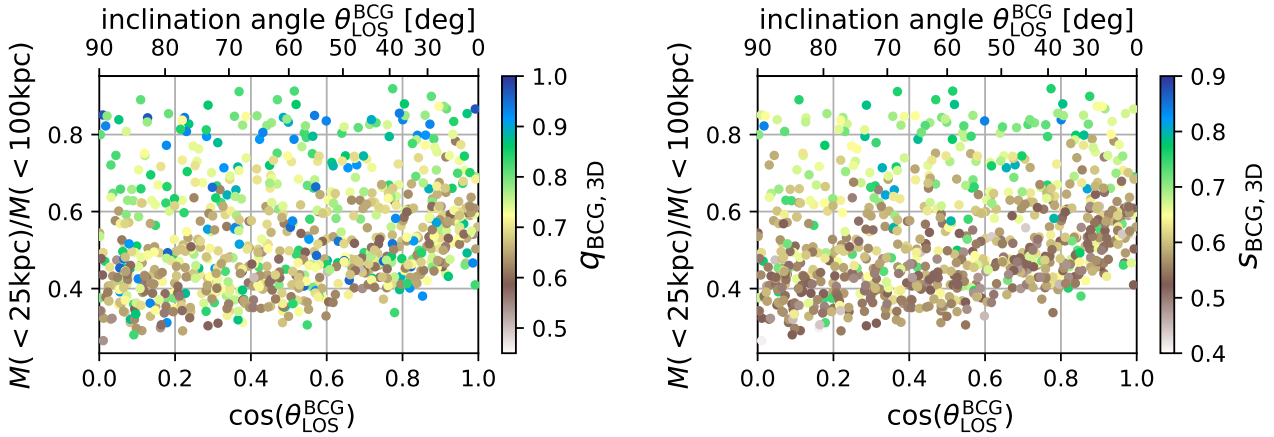 inclination angle θ_LOS^BCG [deg]
90 80 70 60 50 40 30 0
M(< 25kpc)/M(< 100kpc)
0.8
0.6
0.4
0.0 0.2 0.4 0.6 0.8 1.0
cos(θ_LOS^BCG)
1.0
0.9
0.8
0.7
0.6
0.5
q_BCG, 3D
inclination angle θ_LOS^BCG [deg]
90 80 70 60 50 40 30 0
M(< 25kpc)/M(< 100kpc)
0.8
0.6
0.4
0.0 0.2 0.4 0.6 0.8 1.0
cos(θ_LOS^BCG)
0.9
0.8
0.7
0.6
0.5
0.4
s_BCG, 3D